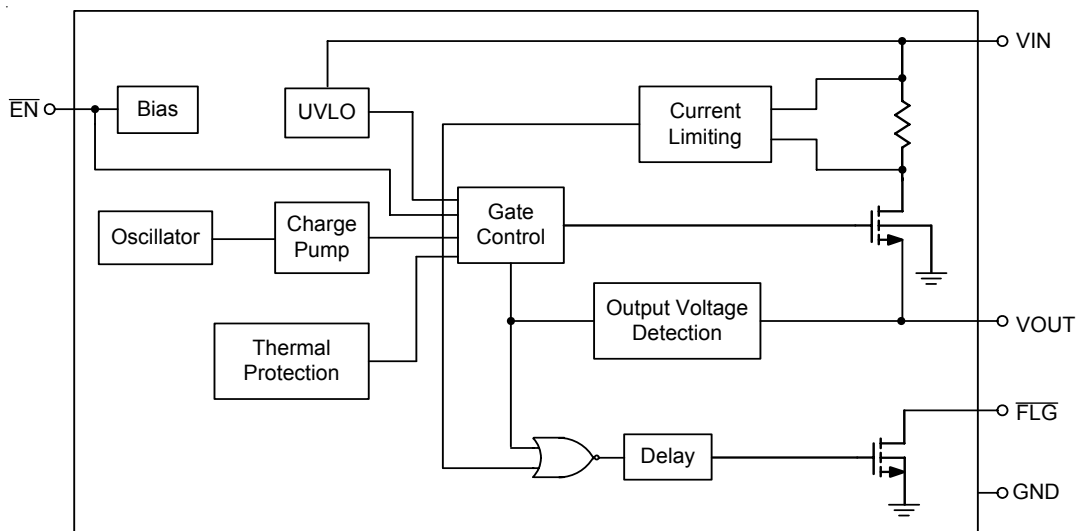 VIN
EN
Bias
UVLO
Current
Limiting
Oscillator
Charge
Pump
Gate
Control
Output Voltage
Detection
VOUT
Thermal
Protection
FLG
Delay
GND